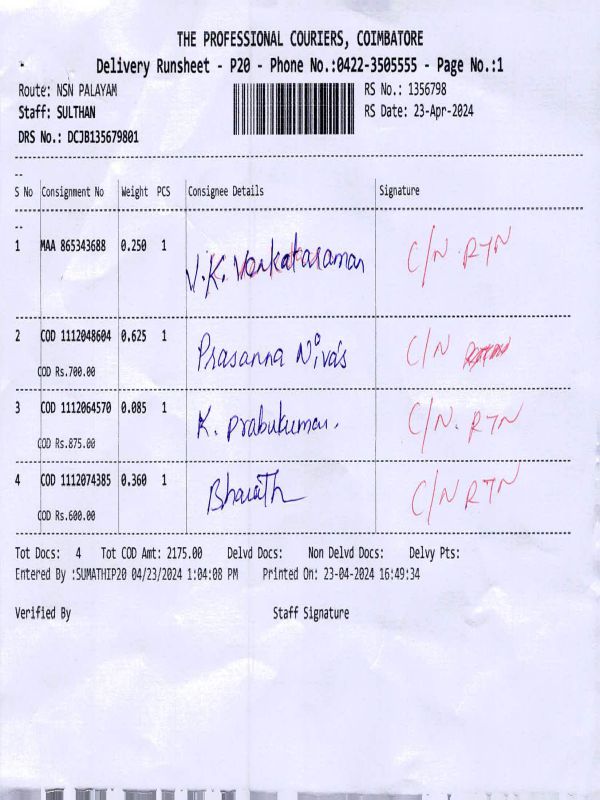 THE PROFESSIONAL COURIERS, COIMBATORE
Delivery Runsheet - P20 - Phone No.:0422-3505555 - Page No.:1
Route: NSN PALAYAM RS No.: 1356798
Staff: SULTHAN RS Date: 23-Apr-2024
DRS No.: DCJB135679801
--
S No Consignment No Weight PCS Consignee Details Signature
--
1 MAA 865343688 0.250 1 V.K. Venkataraman C/N RTN
2 COD 1112048604 0.625 1 Prasanna Nivas C/N
COD Rs.700.00
3 COD 1112064570 0.085 1 K. Prabukumar. C/N. RTN
COD Rs.875.00
4 COD 1112074385 0.360 1 Bharath C/N RTN
COD Rs.600.00
Tot Docs: 4 Tot COD Amt: 2175.00 Delvd Docs: Non Delvd Docs: Delvy Pts:
Entered By :SUMATHIP20 04/23/2024 1:04:08 PM Printed On: 23-04-2024 16:49:34
Verified By Staff Signature